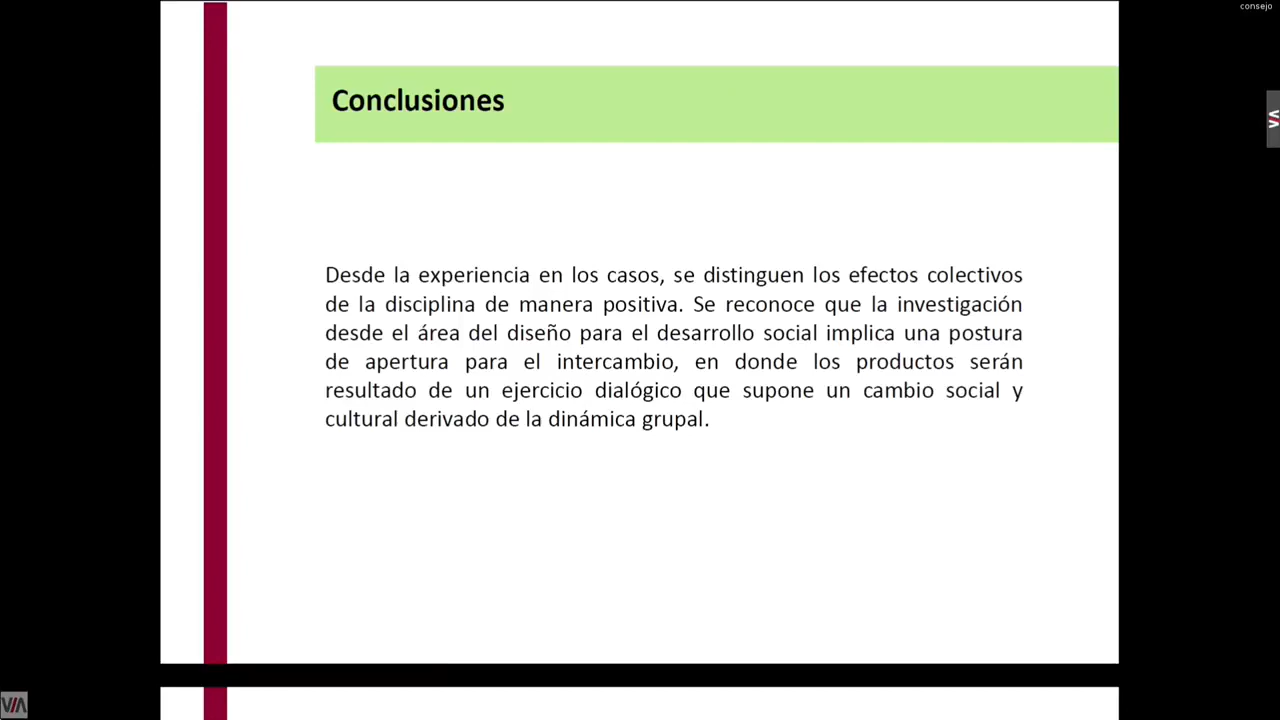 consejo
Conclusiones
Desde la experiencia en los casos, se distinguen los efectos colectivos
de la disciplina de manera positiva. Se reconoce que la investigación
desde el área del diseño para el desarrollo social implica una postura
de apertura para el intercambio, en donde los productos serán
resultado de un ejercicio dialógico que supone un cambio social y
cultural derivado de la dinámica grupal.
VIA